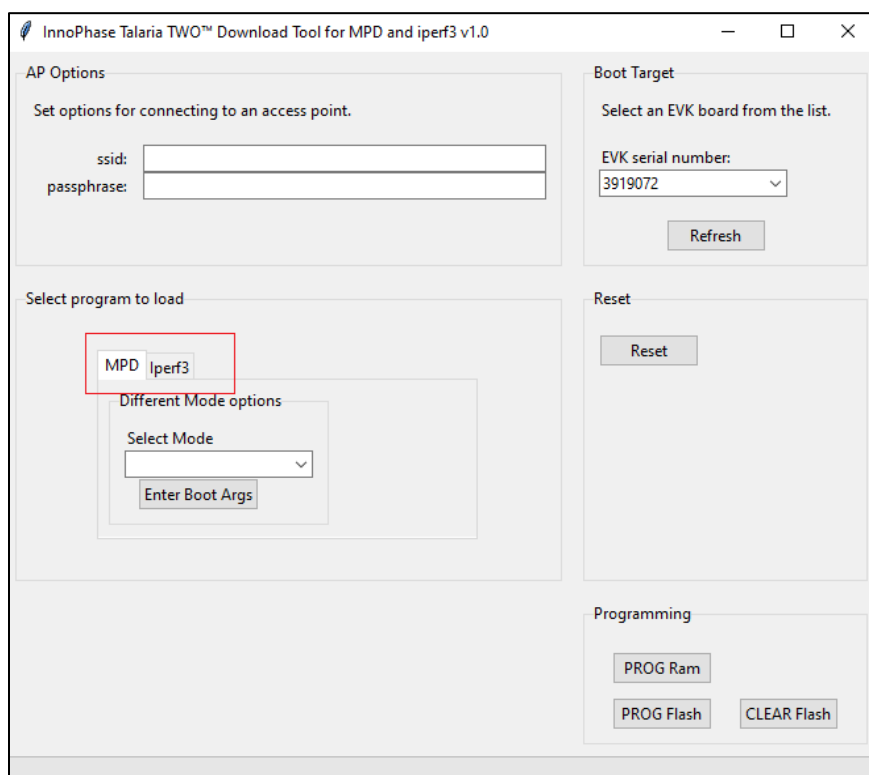 InnoPhase Talaria TWO™ Download Tool for MPD and iperf3 v1.0
AP Options
Set options for connecting to an access point.
ssid:
passphrase:
Boot Target
Select an EVK board from the list.
EVK serial number:
3919072
Refresh
Select program to load
MPD Iperf3
Different Mode options
Select Mode
Enter Boot Args
Reset
Reset
Programming
PROG Ram
PROG Flash CLEAR Flash